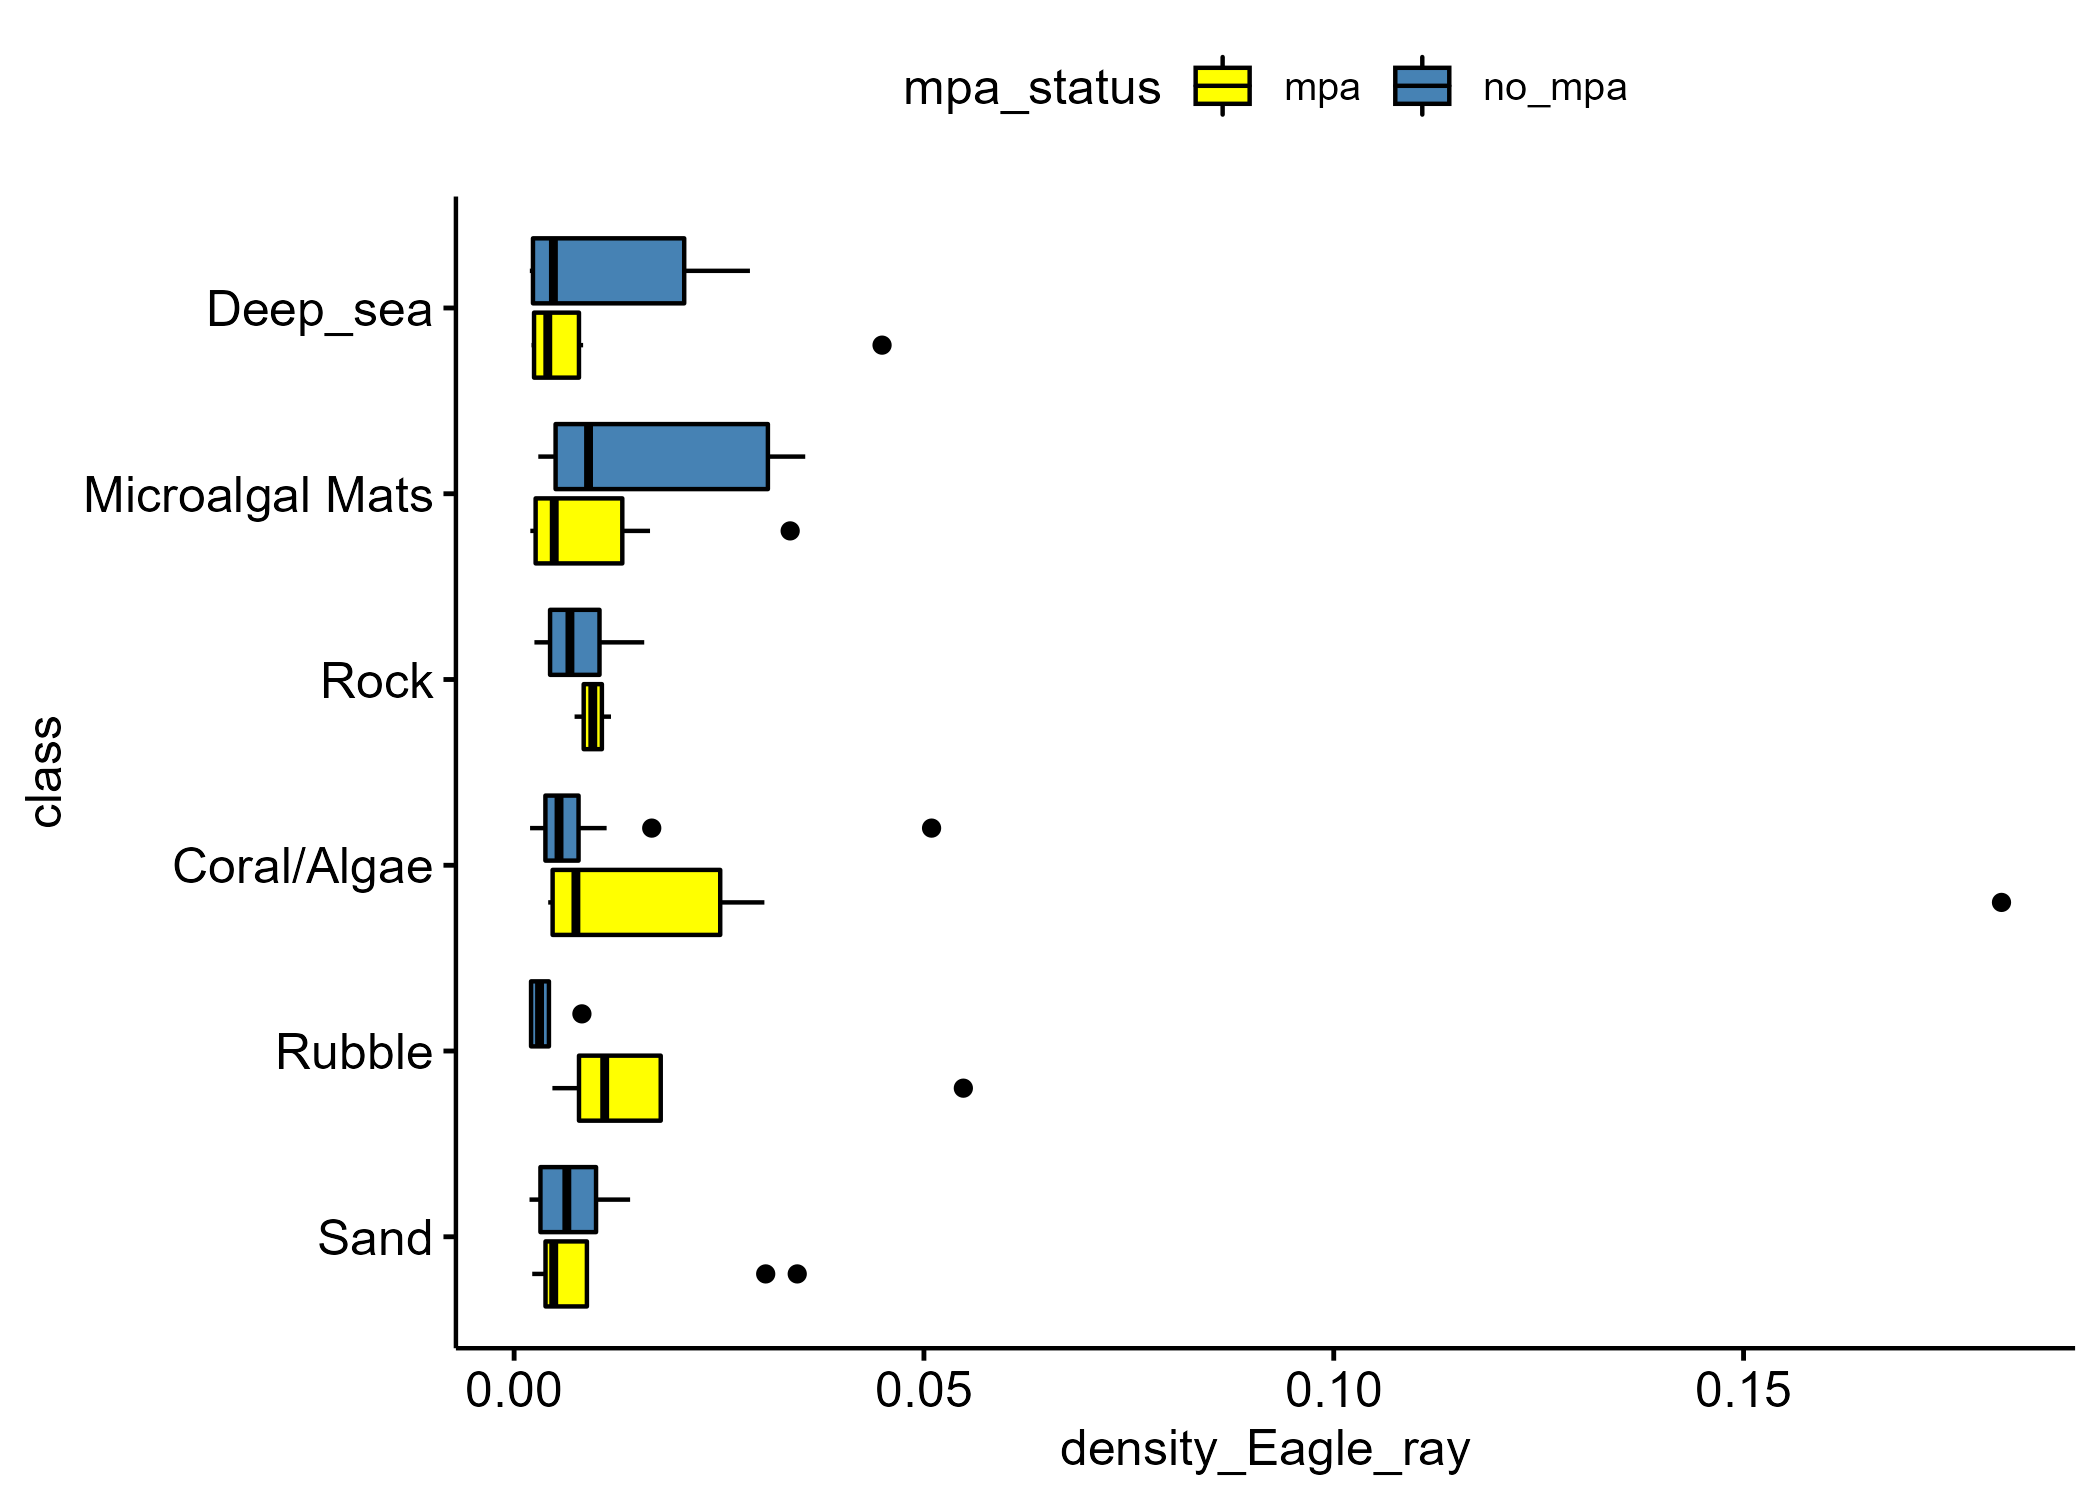 mpa_status mpa no_mpa
Deep_sea
Microalgal Mats
Rock
Coral/Algae
Rubble
Sand
class
0.00 0.05 0.10 0.15
density_Eagle_ray